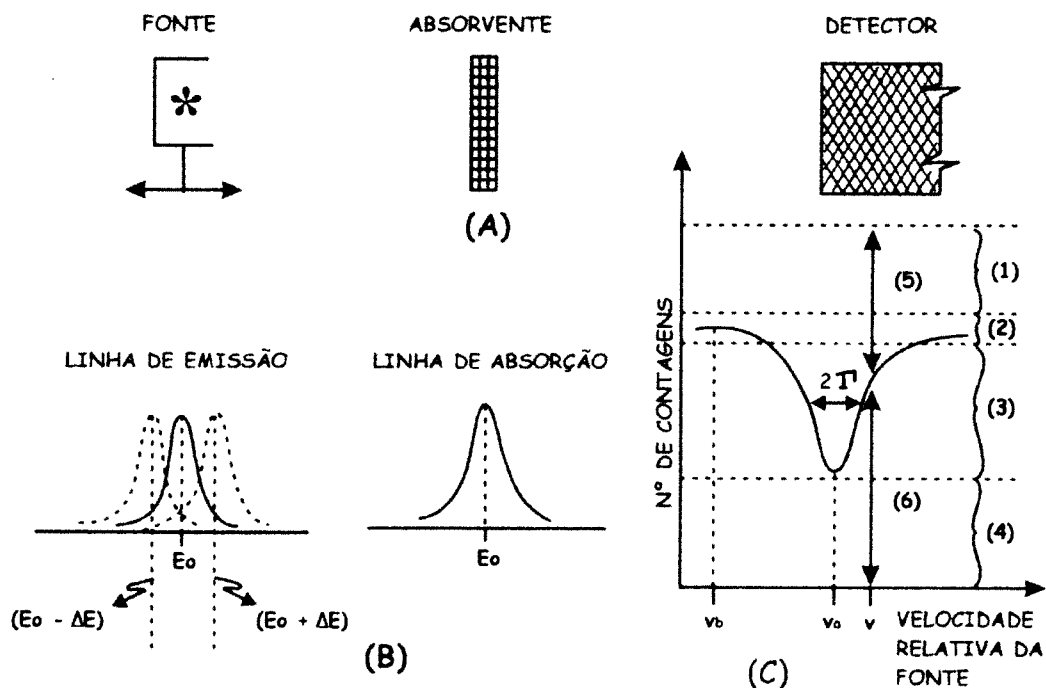 FONTE
ABSORVENTE
DETECTOR
*
(A)
LINHA DE EMISSÃO
LINHA DE ABSORÇÃO
Eo
Eo
(Eo - ΔE)
(Eo + ΔE)
(B)
Nº DE CONTAGENS
(1)
(2)
(3)
(4)
(5)
(6)
2Γ
vb
vo
v
VELOCIDADE
RELATIVA DA
FONTE
(C)